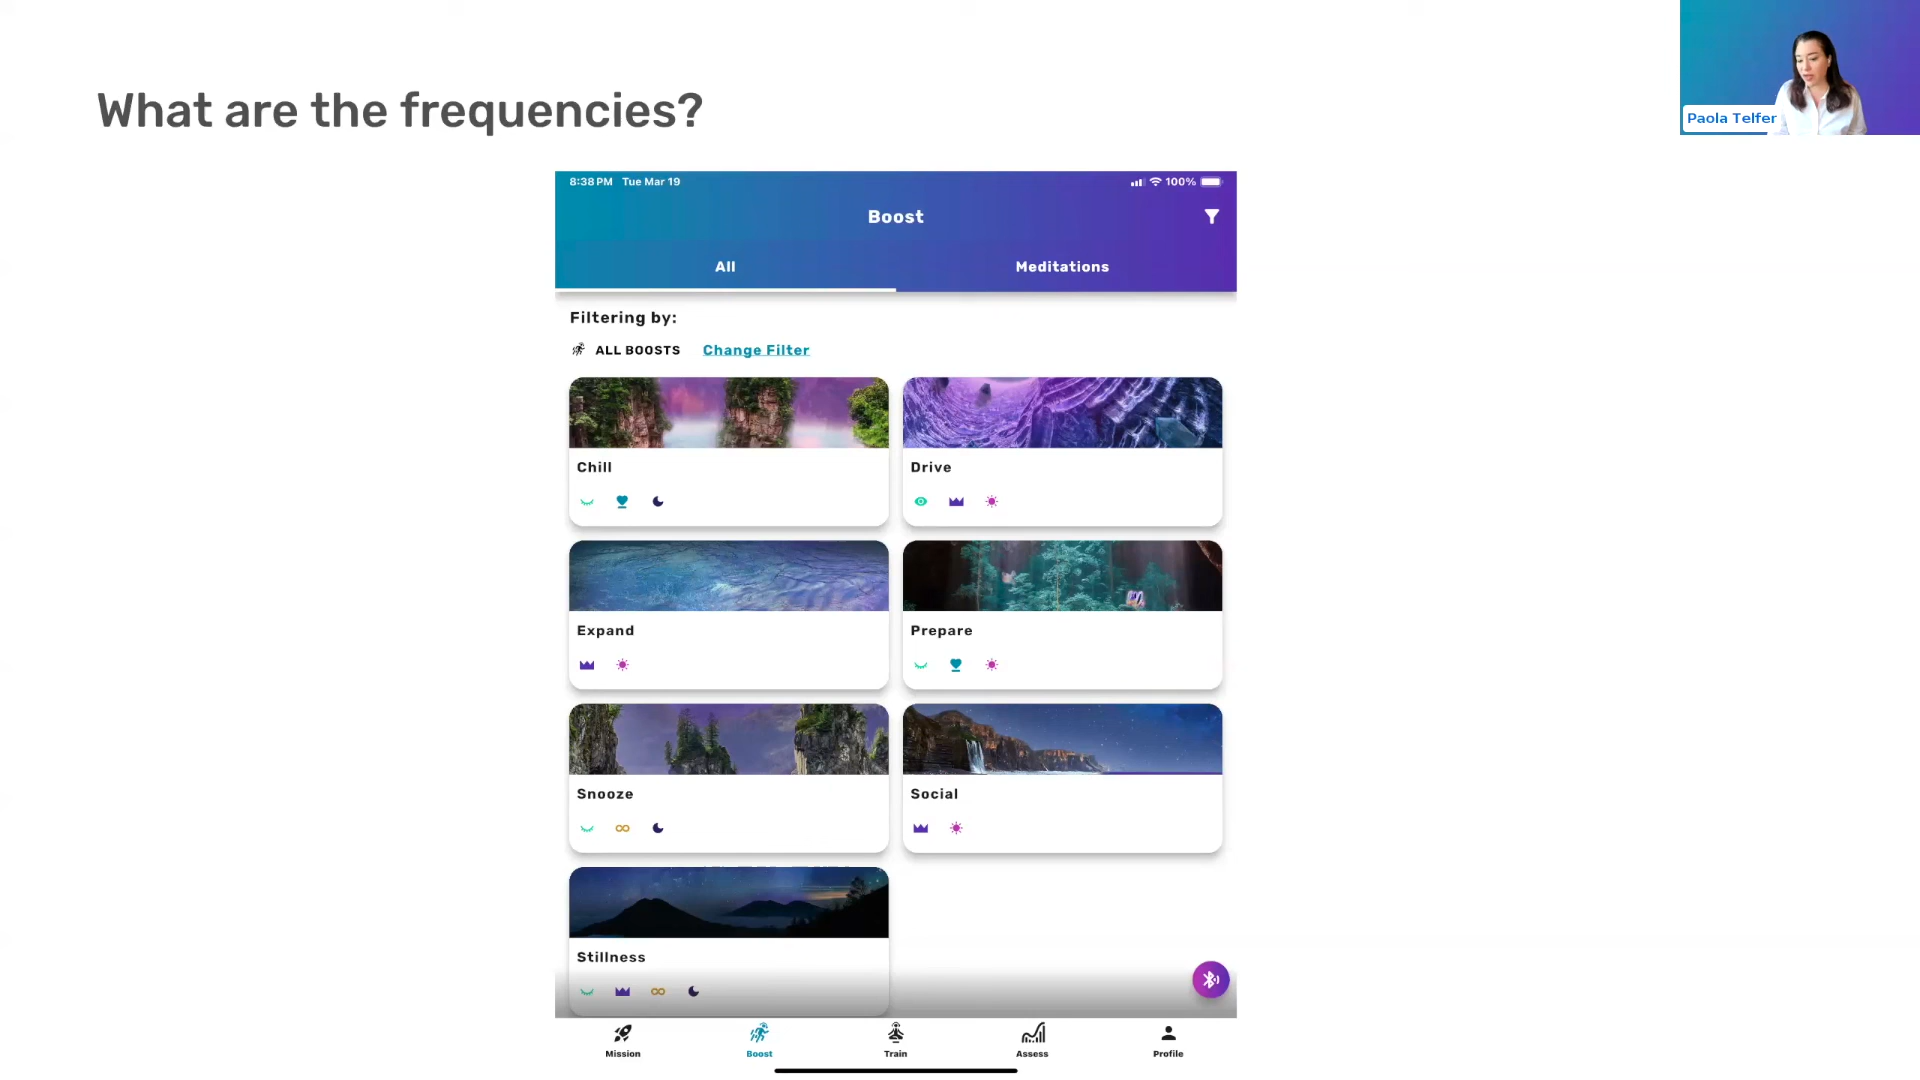 What are the frequencies?
Paola Telfer
8:38 PM Tue Mar 19
100%
Boost
All
Meditations
Filtering by:
ALL BOOSTS
Change Filter
Chill
Drive
Expand
Prepare
Snooze
Social
Stillness
Mission
Boost
Train
Assess
Profile